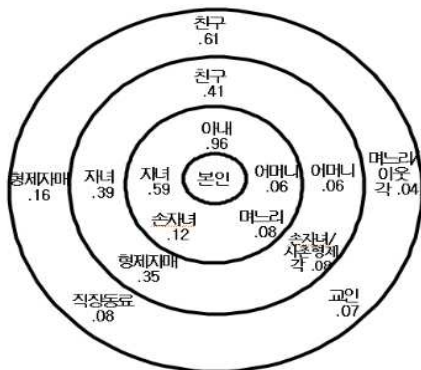 친구
.61
친구
.41
아내
.96
형제자매
.16
자녀
.39
자녀
.59
본인
어머니
.06
어머니
.06
며느리/
이웃
각 .04
손자녀
.12
며느리
.08
손자녀/
사촌형제
각 .08
형제자매
.35
직장동료
.08
교인
.07